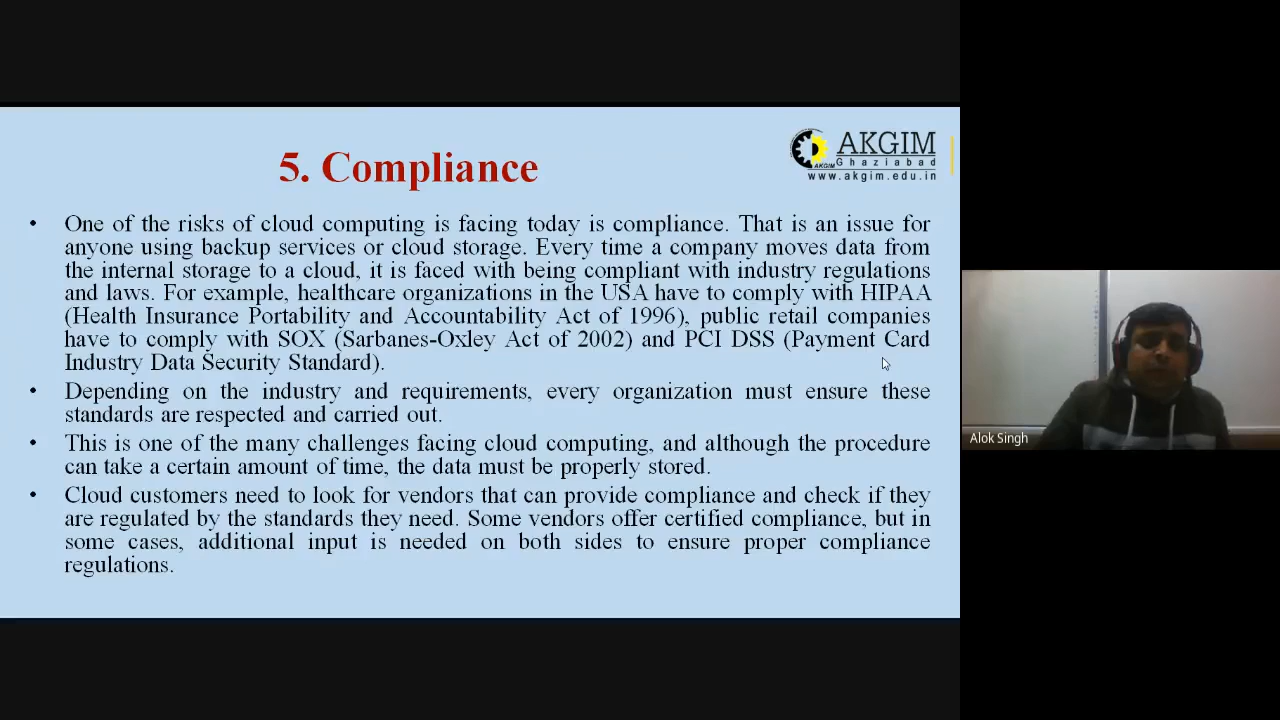 5. Compliance
AKGIM
Ghaziabad
AKGIM
www.akgim.edu.in
• One of the risks of cloud computing is facing today is compliance. That is an issue for
anyone using backup services or cloud storage. Every time a company moves data from
the internal storage to a cloud, it is faced with being compliant with industry regulations
and laws. For example, healthcare organizations in the USA have to comply with HIPAA
(Health Insurance Portability and Accountability Act of 1996), public retail companies
have to comply with SOX (Sarbanes-Oxley Act of 2002) and PCI DSS (Payment Card
Industry Data Security Standard).
• Depending on the industry and requirements, every organization must ensure these
standards are respected and carried out.
• This is one of the many challenges facing cloud computing, and although the procedure
can take a certain amount of time, the data must be properly stored.
• Cloud customers need to look for vendors that can provide compliance and check if they
are regulated by the standards they need. Some vendors offer certified compliance, but in
some cases, additional input is needed on both sides to ensure proper compliance
regulations.
Alok Singh